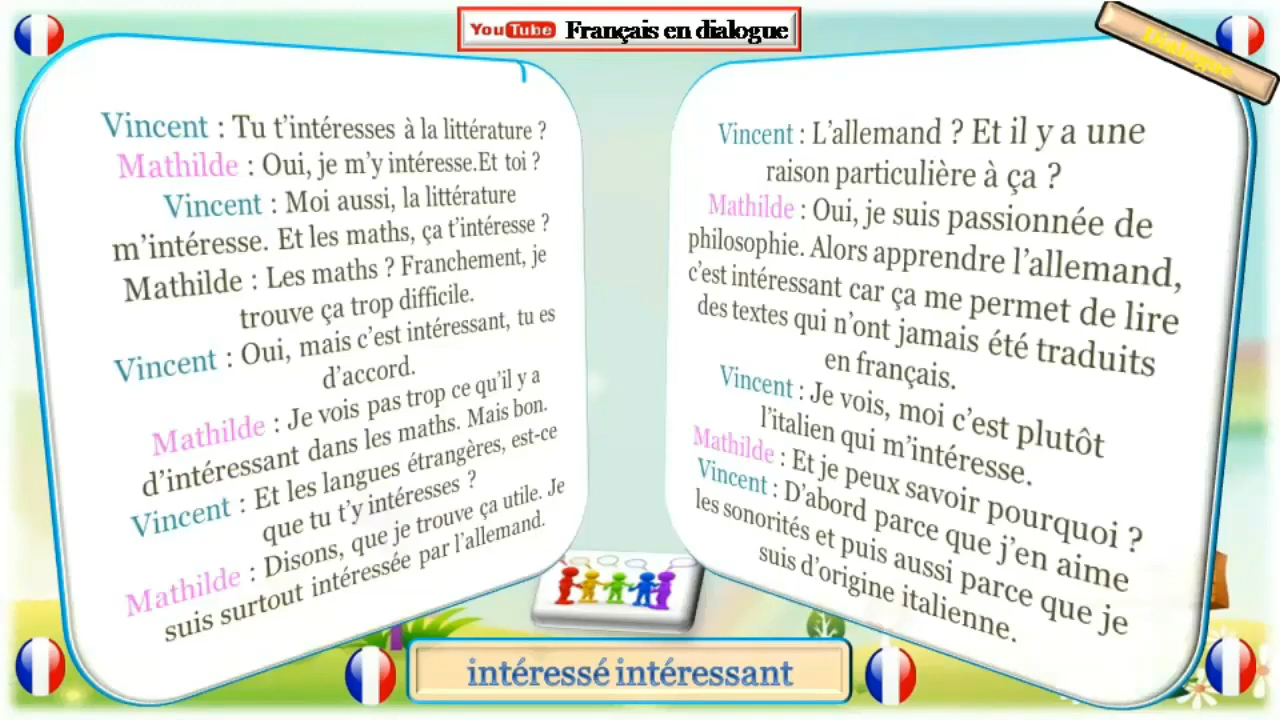 YouTube Français en dialogue
Dialogue
Vincent : Tu t'intéresses à la littérature ?
Mathilde : Oui, je m'y intéresse.Et toi ?
Vincent : Moi aussi, la littérature
m'intéresse. Et les maths, ça t'intéresse ?
Mathilde : Les maths ? Franchement, je
trouve ça trop difficile.
Vincent : Oui, mais c'est intéressant, tu es
d'accord.
Mathilde : Je vois pas trop ce qu'il y a
d'intéressant dans les maths. Mais bon.
Vincent : Et les langues étrangères, est-ce
que tu t'y intéresses ?
Mathilde : Disons, que je trouve ça utile. Je
suis surtout intéressée par l'allemand.
Vincent : L'allemand ? Et il y a une
raison particulière à ça ?
Mathilde : Oui, je suis passionnée de
philosophie. Alors apprendre l'allemand,
c'est intéressant car ça me permet de lire
des textes qui n'ont jamais été traduits
en français.
Vincent : Je vois, moi c'est plutôt
l'italien qui m'intéresse.
Mathilde : Et je peux savoir pourquoi ?
Vincent : D'abord parce que j'en aime
les sonorités et puis aussi parce que je
suis d'origine italienne.
intéressé intéressant